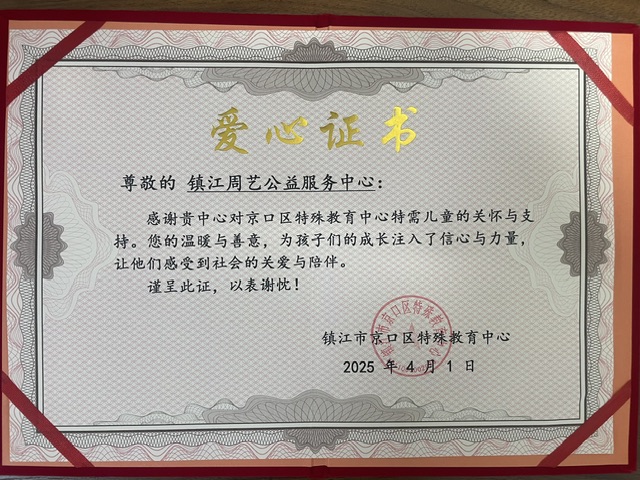 爱心证书
尊敬的 镇江周艺公益服务中心：
感谢贵中心对京口区特殊教育中心特需儿童的关怀与支
持。您的温暖与善意，为孩子们的成长注入了信心与力量，
让他们感受到社会的关爱与陪伴。
谨呈此证，以表谢忱！
镇江市京口区特殊教育中心
2025 年 4 月 1 日